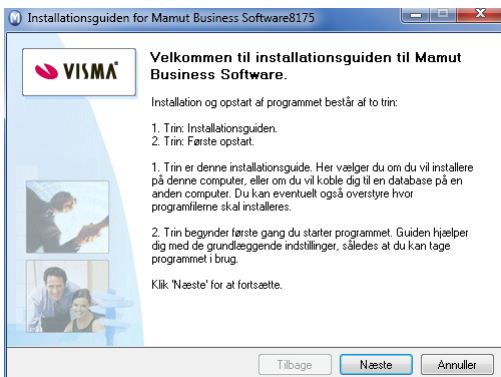 Installationsguiden for Mamut Business Software8175
VISMA
Velkommen til installationsguiden til Mamut
Business Software.
Installation og opstart af programmet består af to trin:
1. Trin: Installationsguiden.
2. Trin: Første opstart.
1. Trin er denne installationsguide. Her vælger du om du vil installere
på denne computer, eller om du vil koble dig til en database på en
anden computer. Du kan eventuelt også overstyre hvor
programfilerne skal installeres.
2. Trin begynder første gang du starter programmet. Guiden hjælper
dig med de grundlæggende indstillinger, således at du kan tage
programmet i brug.
Klik 'Næste' for at fortsætte.
Tilbage
Næste
Annuller